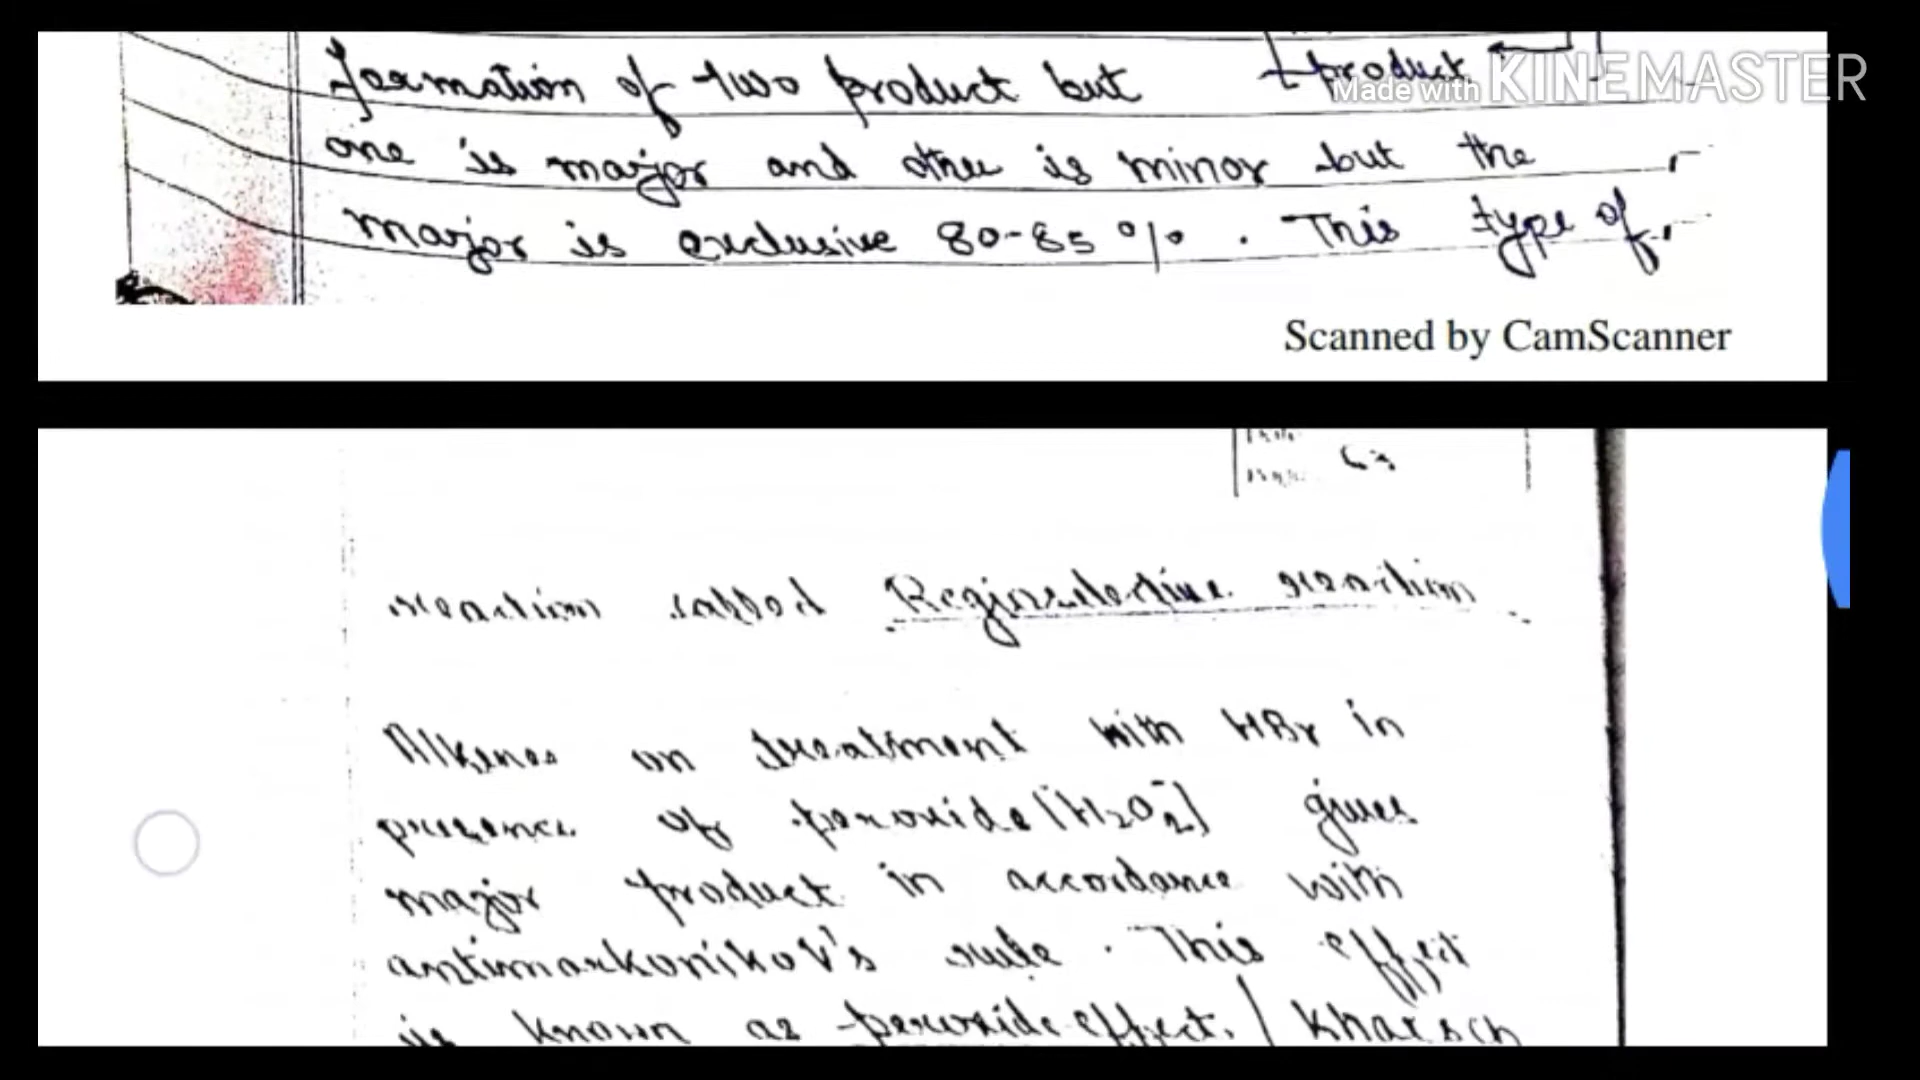 formation of two product but
product
Made with KINEMASTER
one is major and other is minor but the
major is exclusive 80-85 %. This type of
Scanned by CamScanner
63
reaction called Regioselective reaction
Alkenes on treatment with HBr in
presence of peroxide [H2O2] gives
major product in accordance with
antimarkonikov's rule. This effect
is known as peroxide effect. / Kharsch